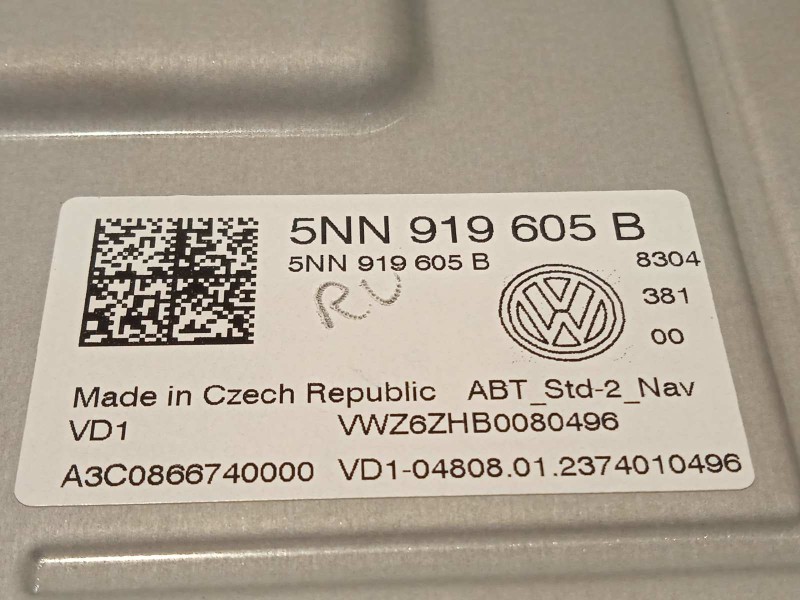 5NN 919 605 B
5NN 919 605 B
8304
RU
381
00
Made in Czech Republic ABT_Std-2_Nav
VD1 VWZ6ZHB0080496
A3C0866740000 VD1-04808.01.2374010496